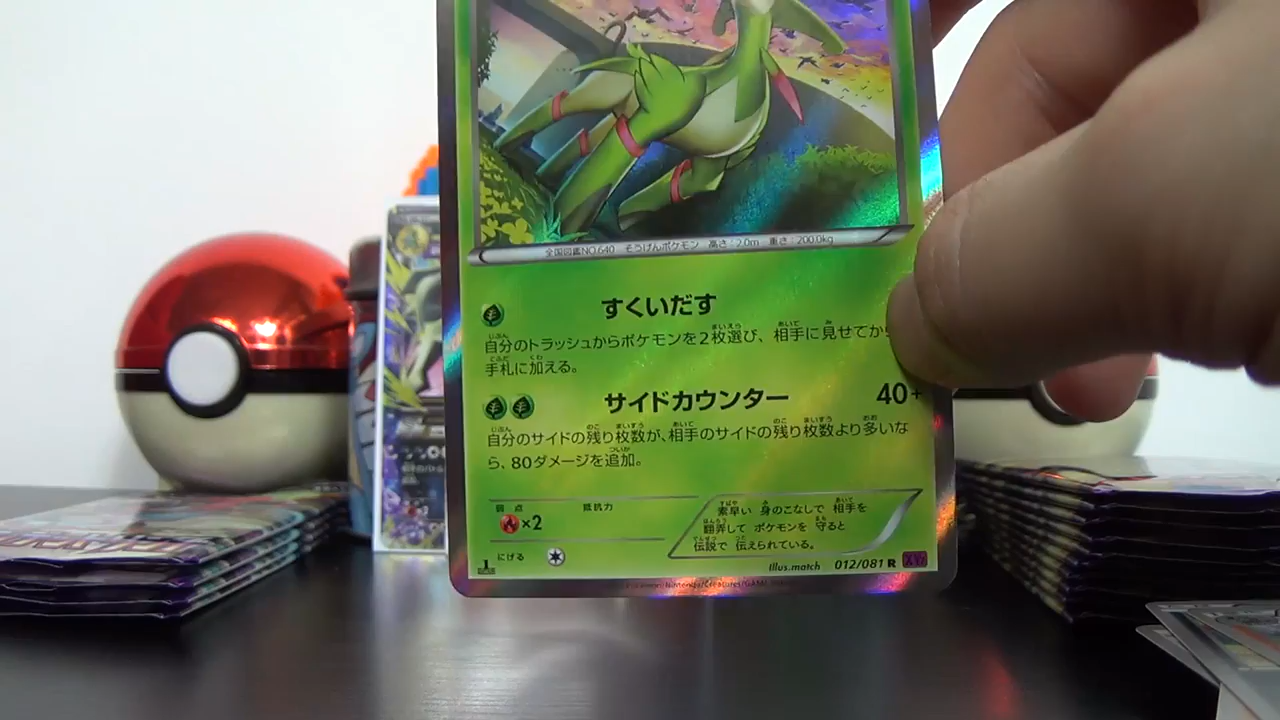 全国図鑑NO.640 そうげんポケモン 高さ：2.0m 重さ：200.0kg
すくいだす
自分のトラッシュからポケモンを2枚選び、相手に見せてから
手札に加える。
サイドカウンター 40+
自分のサイドの残り枚数が、相手のサイドの残り枚数より多いな
ら、80ダメージを追加。
弱点 抵抗力
×2
素早い 身のこなしで 相手を
翻弄して ポケモンを 守ると
伝説で 伝えられている。
にげる
Illus.match 012/081 R XY